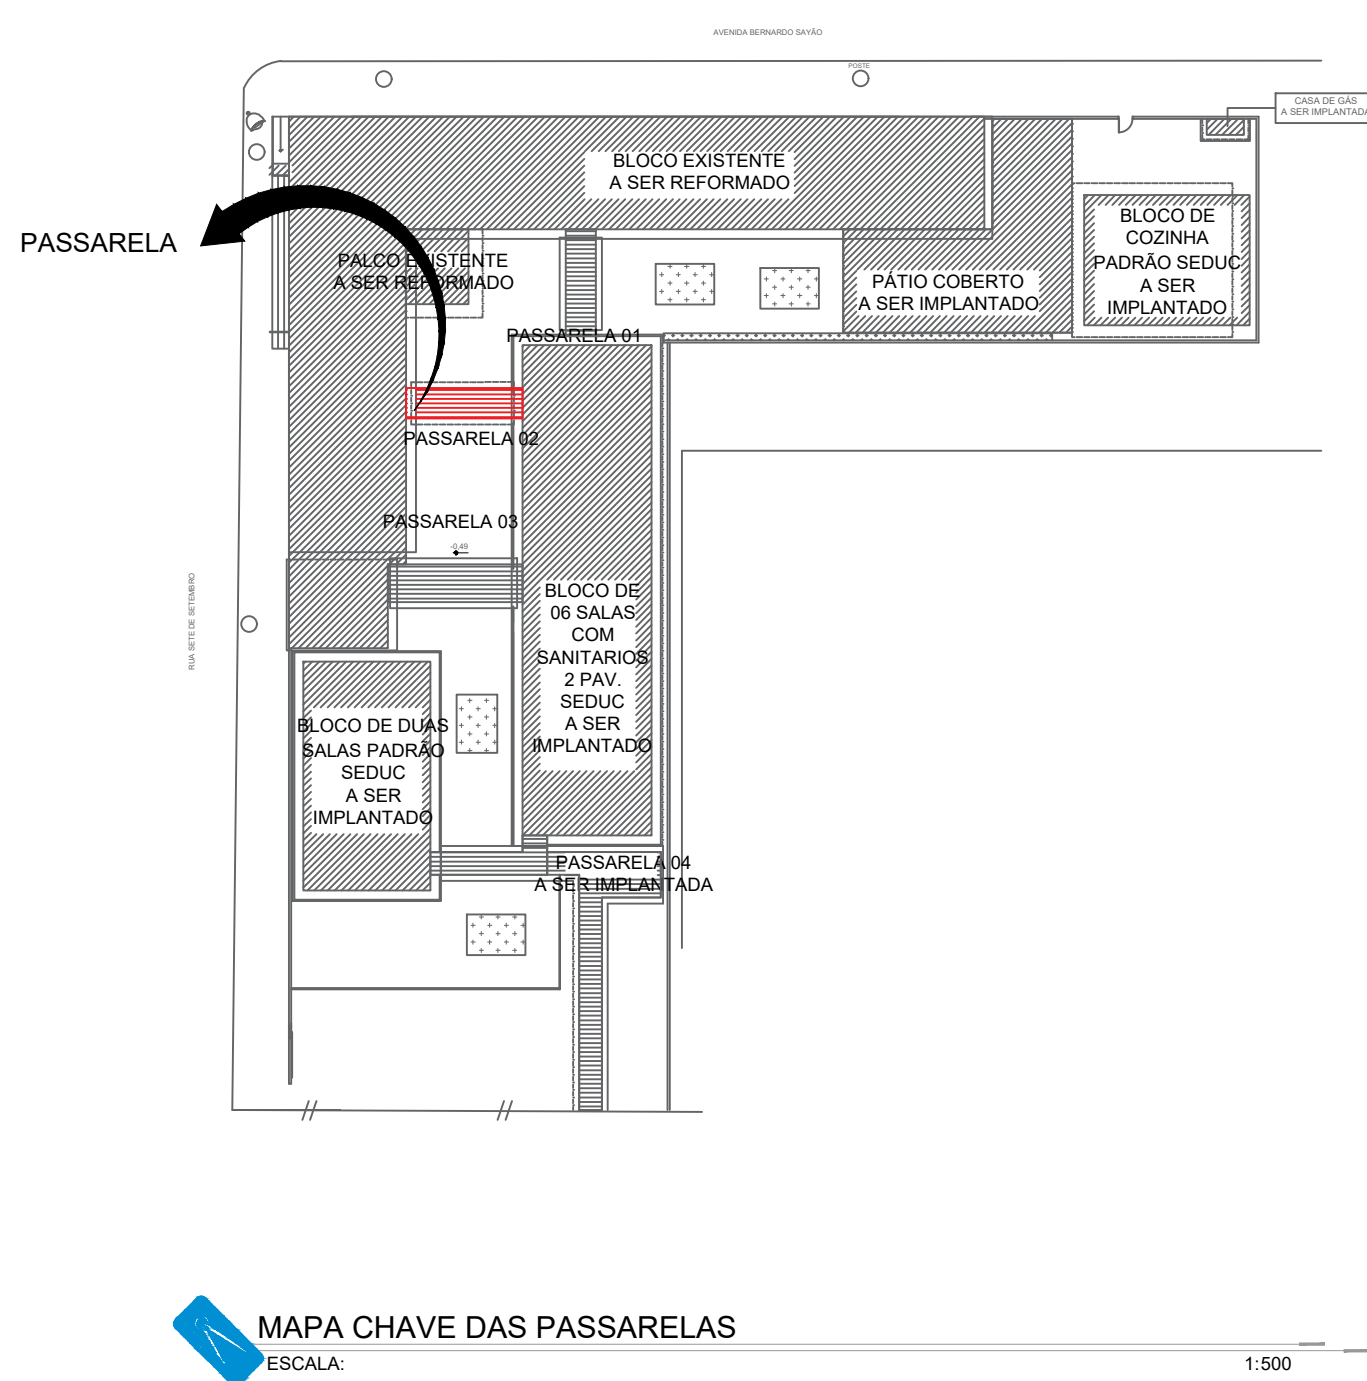 AVENIDA BERNARDO SAYÃO
POSTE
CASA DE GÁS
A SER IMPLANTADA
BLOCO EXISTENTE
A SER REFORMADO
PASSARELA
BLOCO DE
COZINHA
PADRÃO SEDUC
A SER
IMPLANTADO
PALCO EXISTENTE
A SER REFORMADO
PÁTIO COBERTO
A SER IMPLANTADO
PASSARELA 01
PASSARELA 02
PASSARELA 03
-0,49
RUA SETE DE SETEMBRO
BLOCO DE
06 SALAS
COM
SANITARIOS
2 PAV.
SEDUC
A SER
IMPLANTADO
BLOCO DE DUAS
SALAS PADRÃO
SEDUC
A SER
IMPLANTADO
PASSARELA 04
A SER IMPLANTADA
MAPA CHAVE DAS PASSARELAS
ESCALA:
1:500